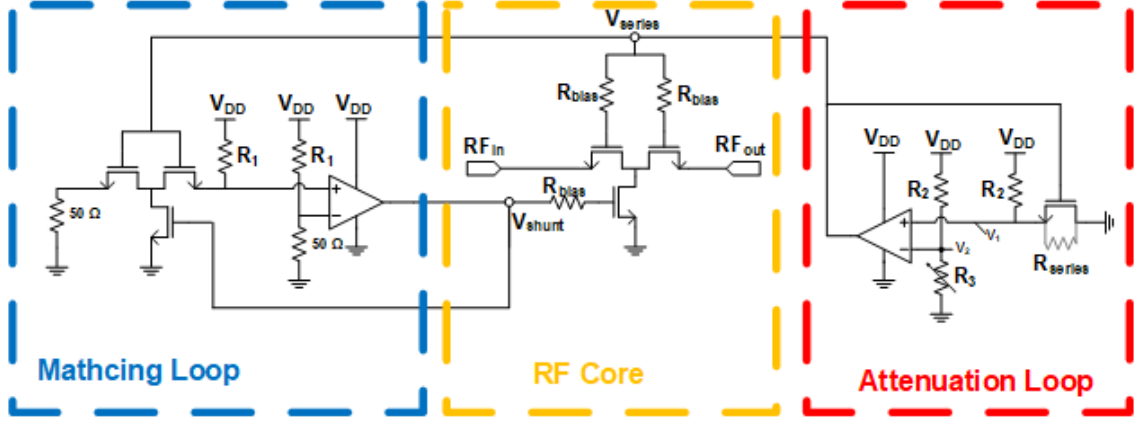 Vseries
Rbias
Rbias
VDD
VDD
VDD
R1
R1
RFin
RFout
VDD
VDD
VDD
R2
R2
Rbias
+
-
+
-
50 Ω
50 Ω
Vshunt
V1
V2
R3
Rseries
Mathcing Loop
RF Core
Attenuation Loop